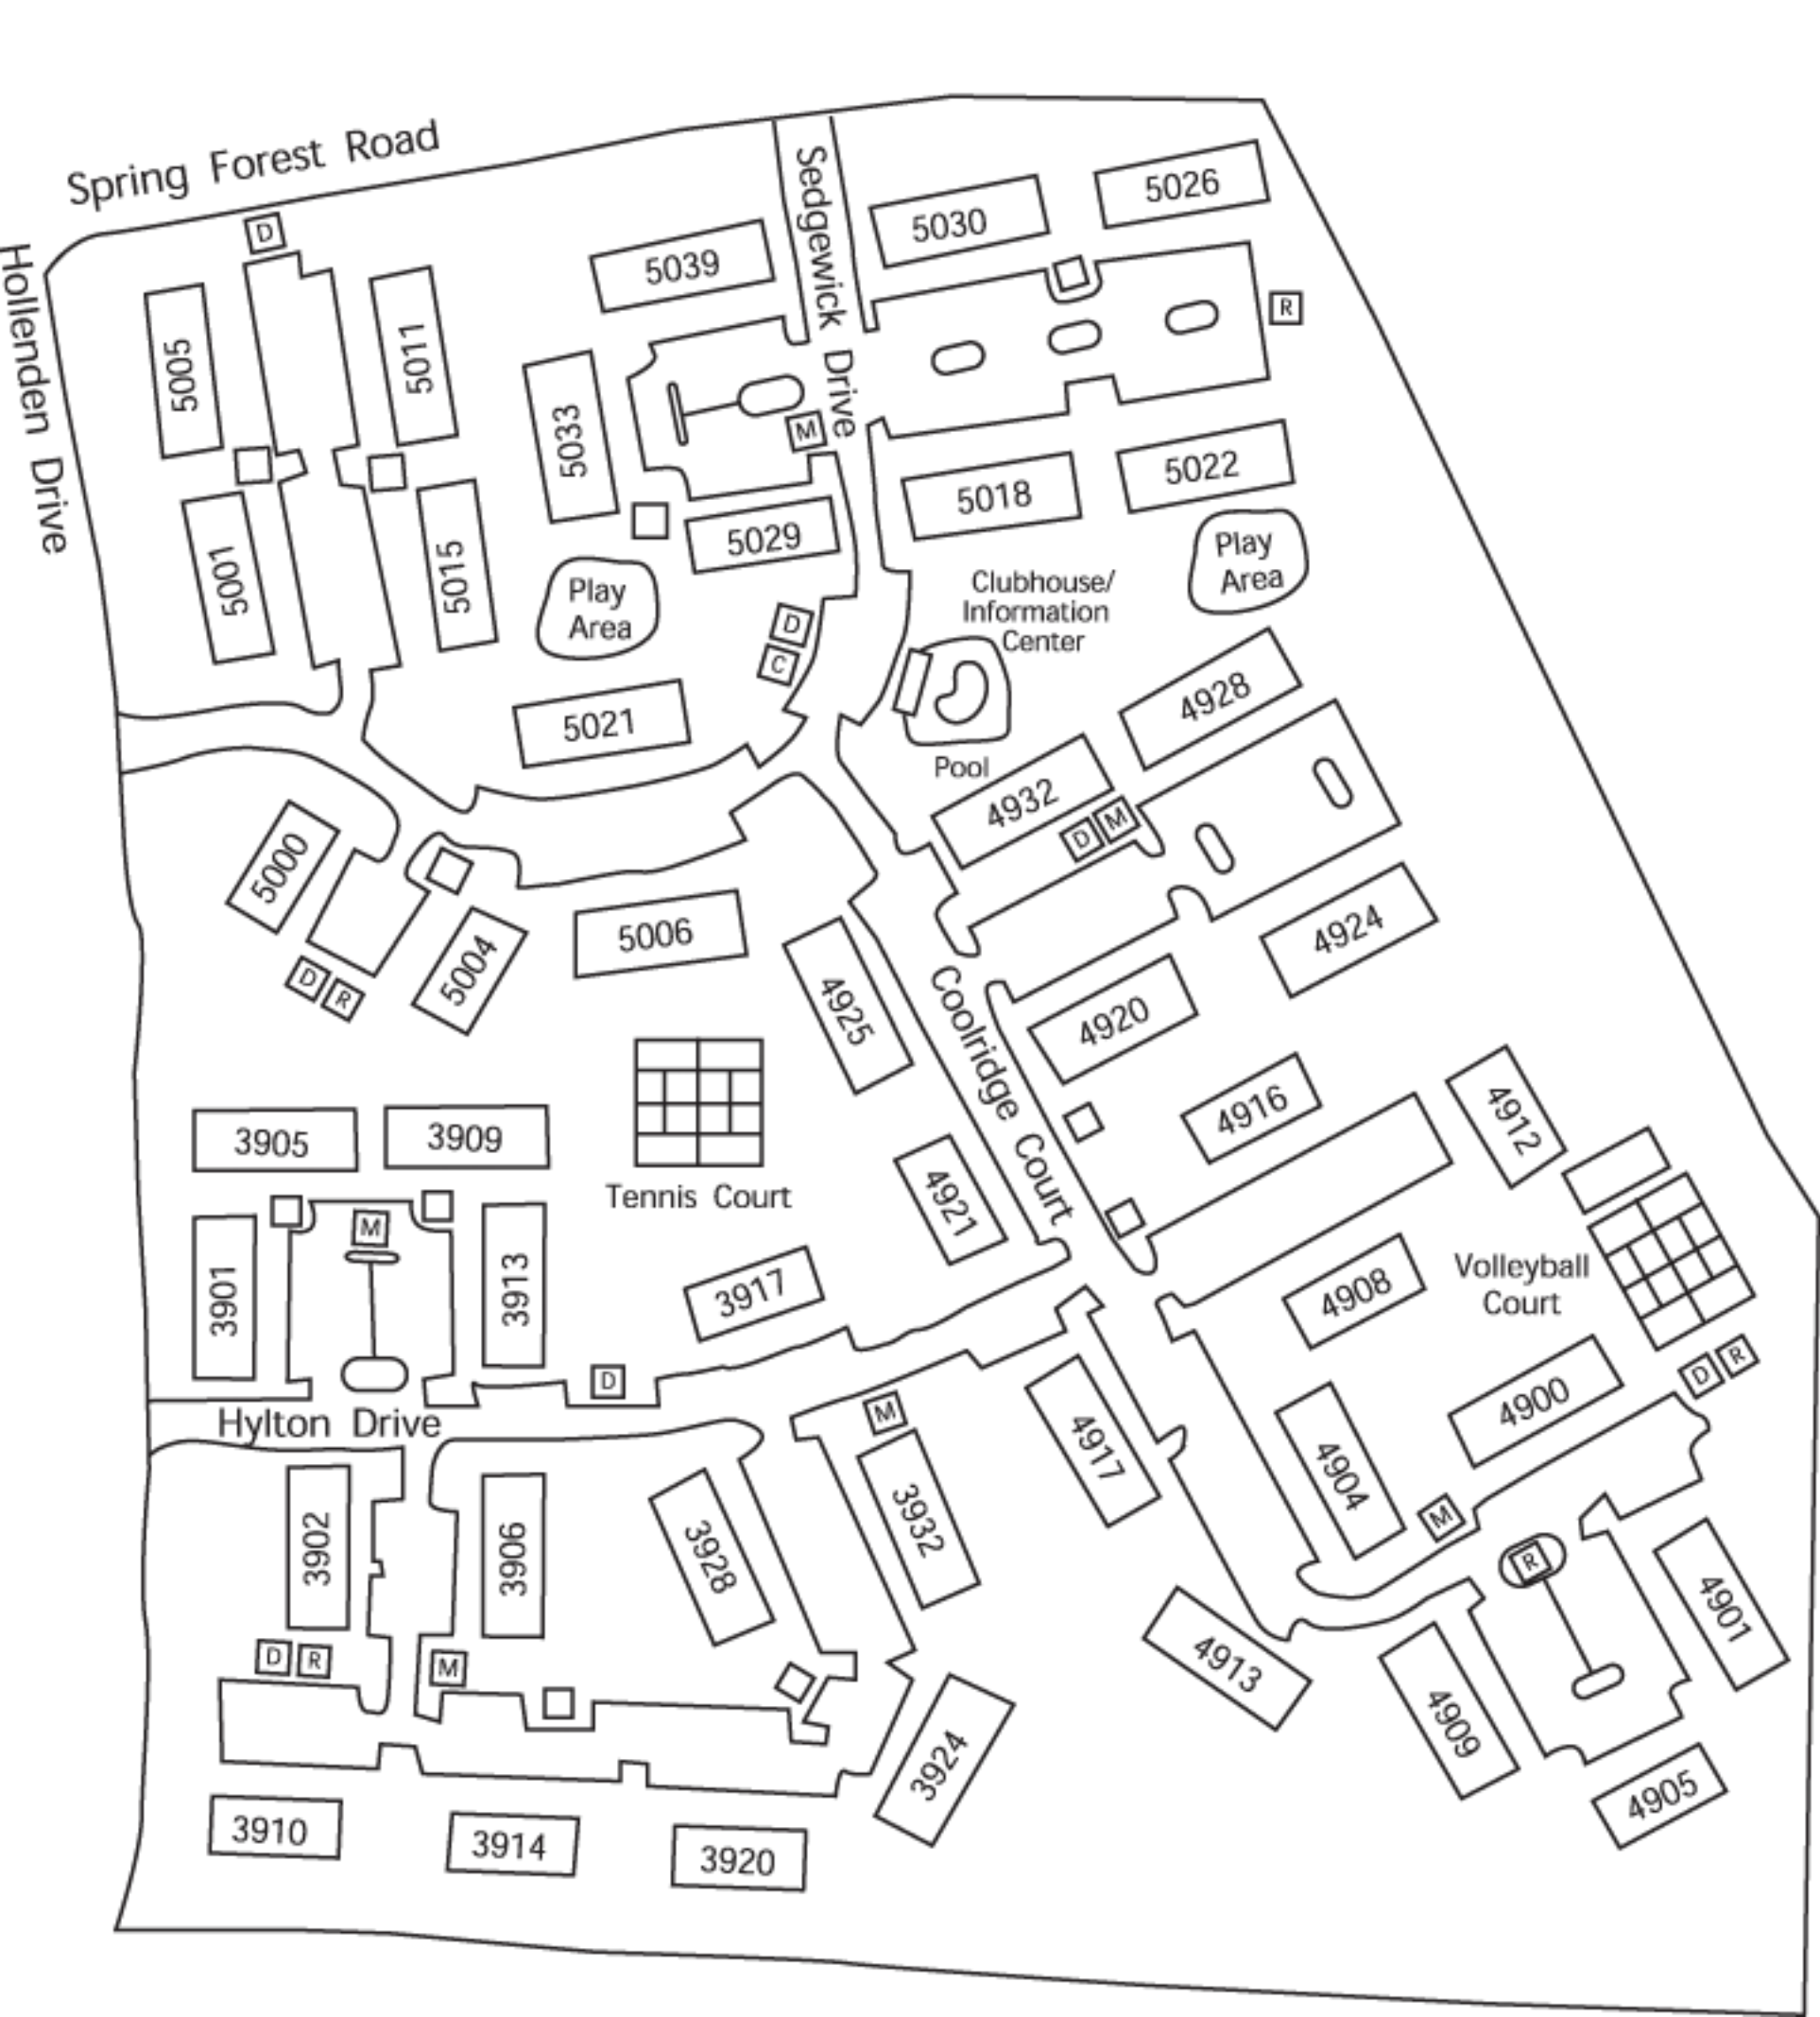 Spring Forest Road
Hollenden Drive
Sedgewick Drive
5026
5030
D
5039
R
5005
5011
5033
M
5022
5018
5029
5001
5015
Play
Area
Play
Area
Clubhouse/
Information
Center
D
C
5021
4928
Pool
4932
D
M
5000
5004
D
R
5006
4925
4924
4920
Coolridge Court
4916
4912
3905
3909
Tennis Court
4921
M
3901
3913
3917
4908
Volleyball
Court
D
R
D
Hylton Drive
M
4900
4917
4904
M
3902
3906
3928
3932
R
4901
D
R
M
4913
4909
3924
4905
3910
3914
3920